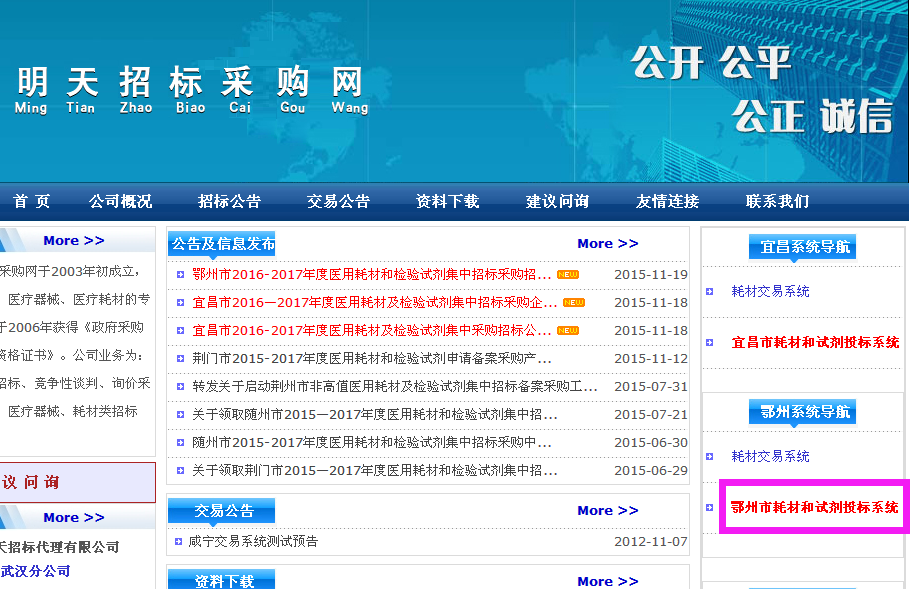 明天招标采购网
Ming Tian Zhao Biao Cai Gou Wang
公开 公平
公正 诚信
首 页 公司概况 招标公告 交易公告 资料下载 建议问询 友情连接 联系我们
More >>
采购网于2003年初成立，
医疗器械、医疗耗材的专
于2006年获得《政府采购
资格证书》。公司业务为：
招标、竞争性谈判、询价采
医疗器械、耗材类招标
议 问 询
More >>
天招标代理有限公司
武汉分公司
公告及信息发布 More >>
鄂州市2016-2017年度医用耗材和检验试剂集中招标采购招... NEW 2015-11-19
宜昌市2016—2017年度医用耗材及检验试剂集中招标采购企... NEW 2015-11-18
宜昌市2016—2017年度医用耗材及检验试剂集中采购招标公... NEW 2015-11-18
荆门市2015-2017年度医用耗材和检验试剂申请备案采购产... 2015-11-12
转发关于启动荆州市非高值医用耗材及检验试剂集中招标备案采购工... 2015-07-31
关于领取随州市2015—2017年度医用耗材和检验试剂集中招... 2015-07-21
随州市2015-2017年度医用耗材和检验试剂集中招标采购中... 2015-06-30
关于领取荆门市2015—2017年度医用耗材和检验试剂集中招... 2015-06-29
交易公告 More >>
咸宁交易系统测试预告 2012-11-07
资料下载 More >>
宜昌系统导航
耗材交易系统
宜昌市耗材和试剂投标系统
鄂州系统导航
耗材交易系统
鄂州市耗材和试剂投标系统